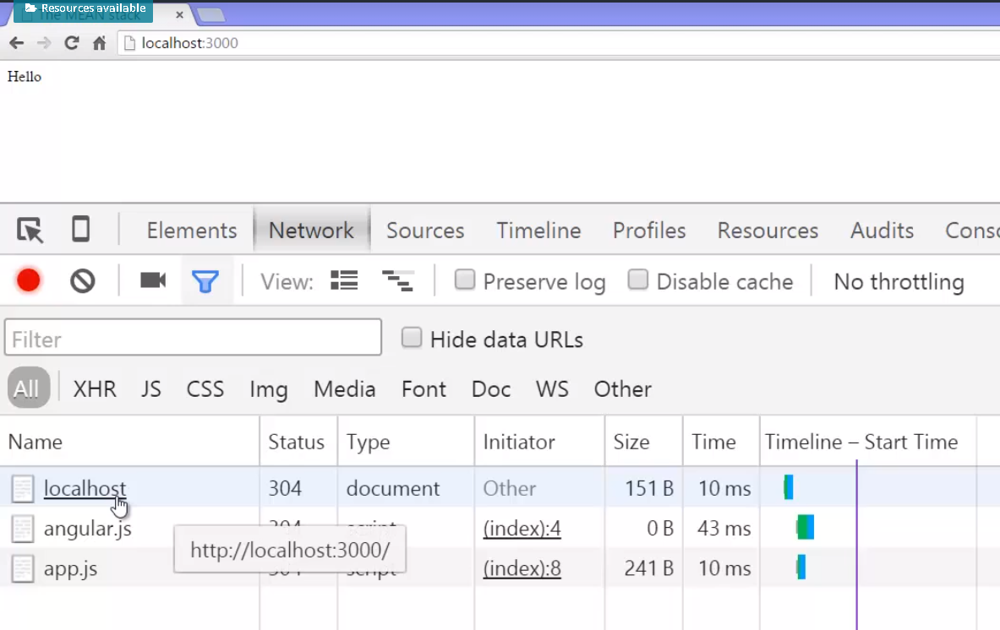 Resources available
The MEAN stack
localhost:3000
Hello
Elements Network Sources Timeline Profiles Resources Audits
View: Preserve log Disable cache No throttling
Filter Hide data URLs
All XHR JS CSS Img Media Font Doc WS Other
Name Status Type Initiator Size Time Timeline – Start Time
localhost 304 document Other 151 B 10 ms
angular.js 304 script (index):4 0 B 43 ms
http://localhost:3000/
app.js 304 script (index):8 241 B 10 ms